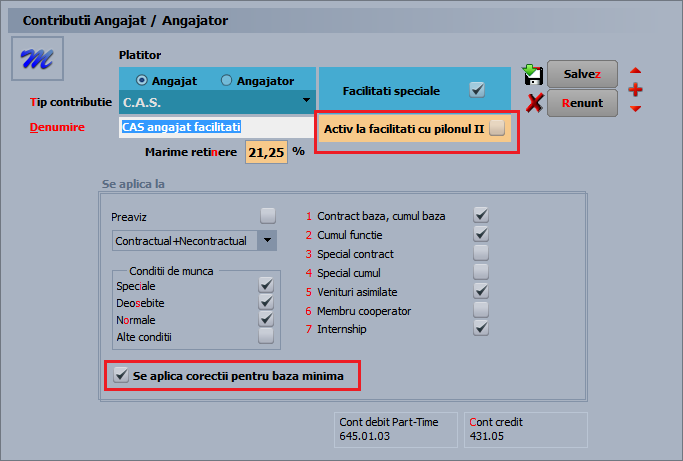 Contributii Angajat / Angajator
Platitor
Angajat Angajator
Facilitati speciale
Salvez
Tip contributie C.A.S.
Renunt
Denumire CAS angajat facilitati
Activ la facilitati cu pilonul II
Marime retinere 21,25 %
Se aplica la
Preaviz
Contractual+Necontractual
Conditii de munca
Speciale
Deosebite
Normale
Alte conditii
1 Contract baza, cumul baza
2 Cumul functie
3 Special contract
4 Special cumul
5 Venituri asimilate
6 Membru cooperator
7 Internship
Se aplica corectii pentru baza minima
Cont debit Part-Time
645.01.03
Cont credit
431.05